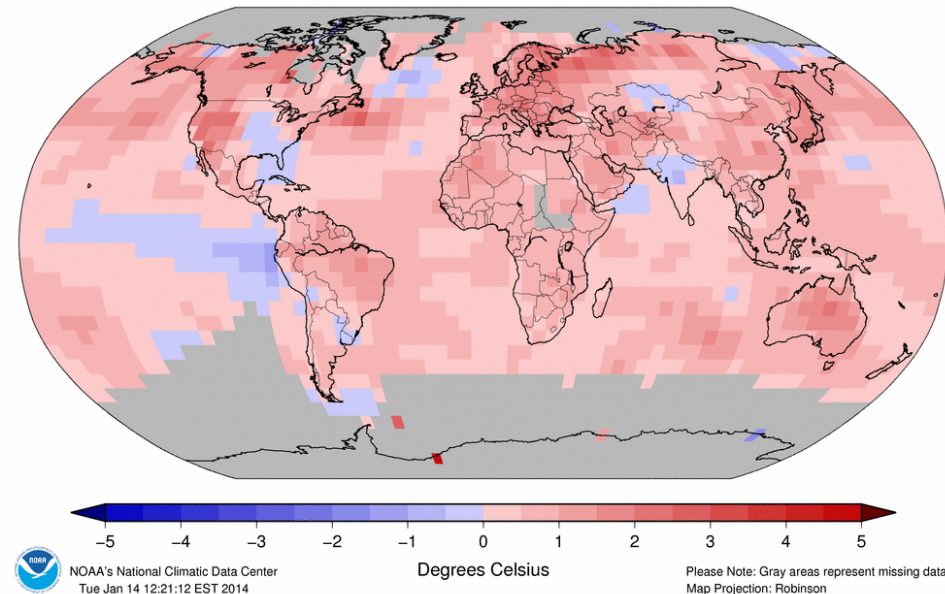 −5 −4 −3 −2 −1 0 1 2 3 4 5
Degrees Celsius
NOAA
NOAA's National Climatic Data Center
Tue Jan 14 12:21:12 EST 2014
Please Note: Gray areas represent missing data
Map Projection: Robinson